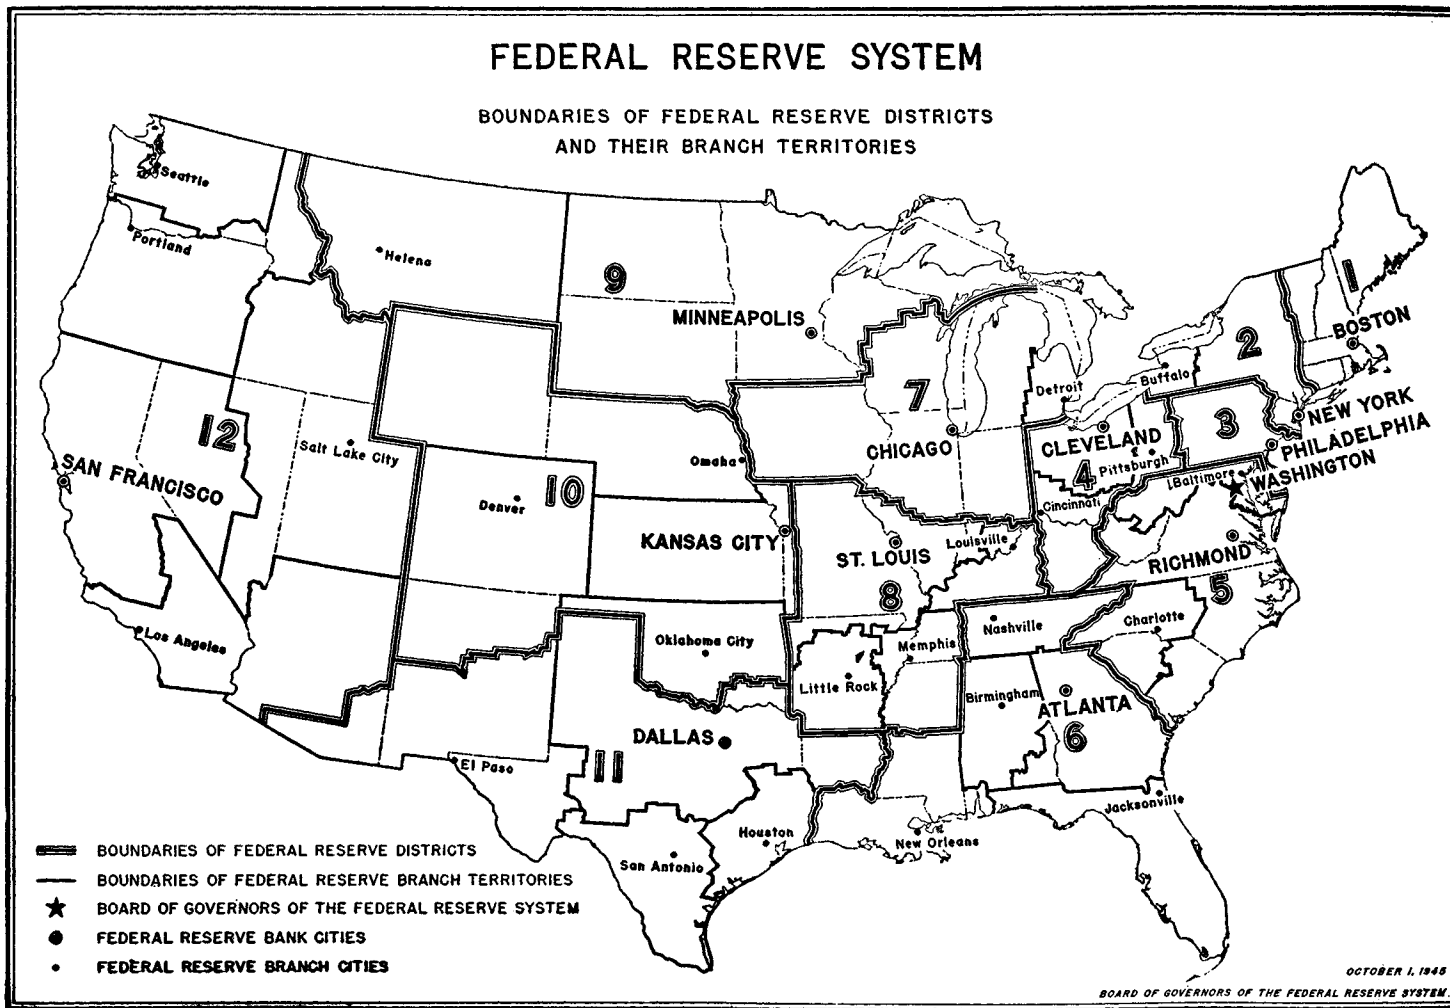 FEDERAL RESERVE SYSTEM
BOUNDARIES OF FEDERAL RESERVE DISTRICTS
AND THEIR BRANCH TERRITORIES
Seattle
Portland
Helena
9
MINNEAPOLIS
1
BOSTON
2
Buffalo
Detroit
7
CHICAGO
NEW YORK
3
PHILADELPHIA
CLEVELAND
4
Pittsburgh
WASHINGTON
Baltimore
12
SAN FRANCISCO
Salt Lake City
Omaha
10
Denver
Cincinnati
KANSAS CITY
ST. LOUIS
Louisville
RICHMOND
8
5
Los Angeles
Oklahoma City
Nashville
Charlotte
Memphis
Little Rock
Birmingham
ATLANTA
6
DALLAS
11
El Paso
Jacksonville
Houston
New Orleans
San Antonio
BOUNDARIES OF FEDERAL RESERVE DISTRICTS
BOUNDARIES OF FEDERAL RESERVE BRANCH TERRITORIES
BOARD OF GOVERNORS OF THE FEDERAL RESERVE SYSTEM
FEDERAL RESERVE BANK CITIES
FEDERAL RESERVE BRANCH CITIES
OCTOBER 1, 1945
BOARD OF GOVERNORS OF THE FEDERAL RESERVE SYSTEM